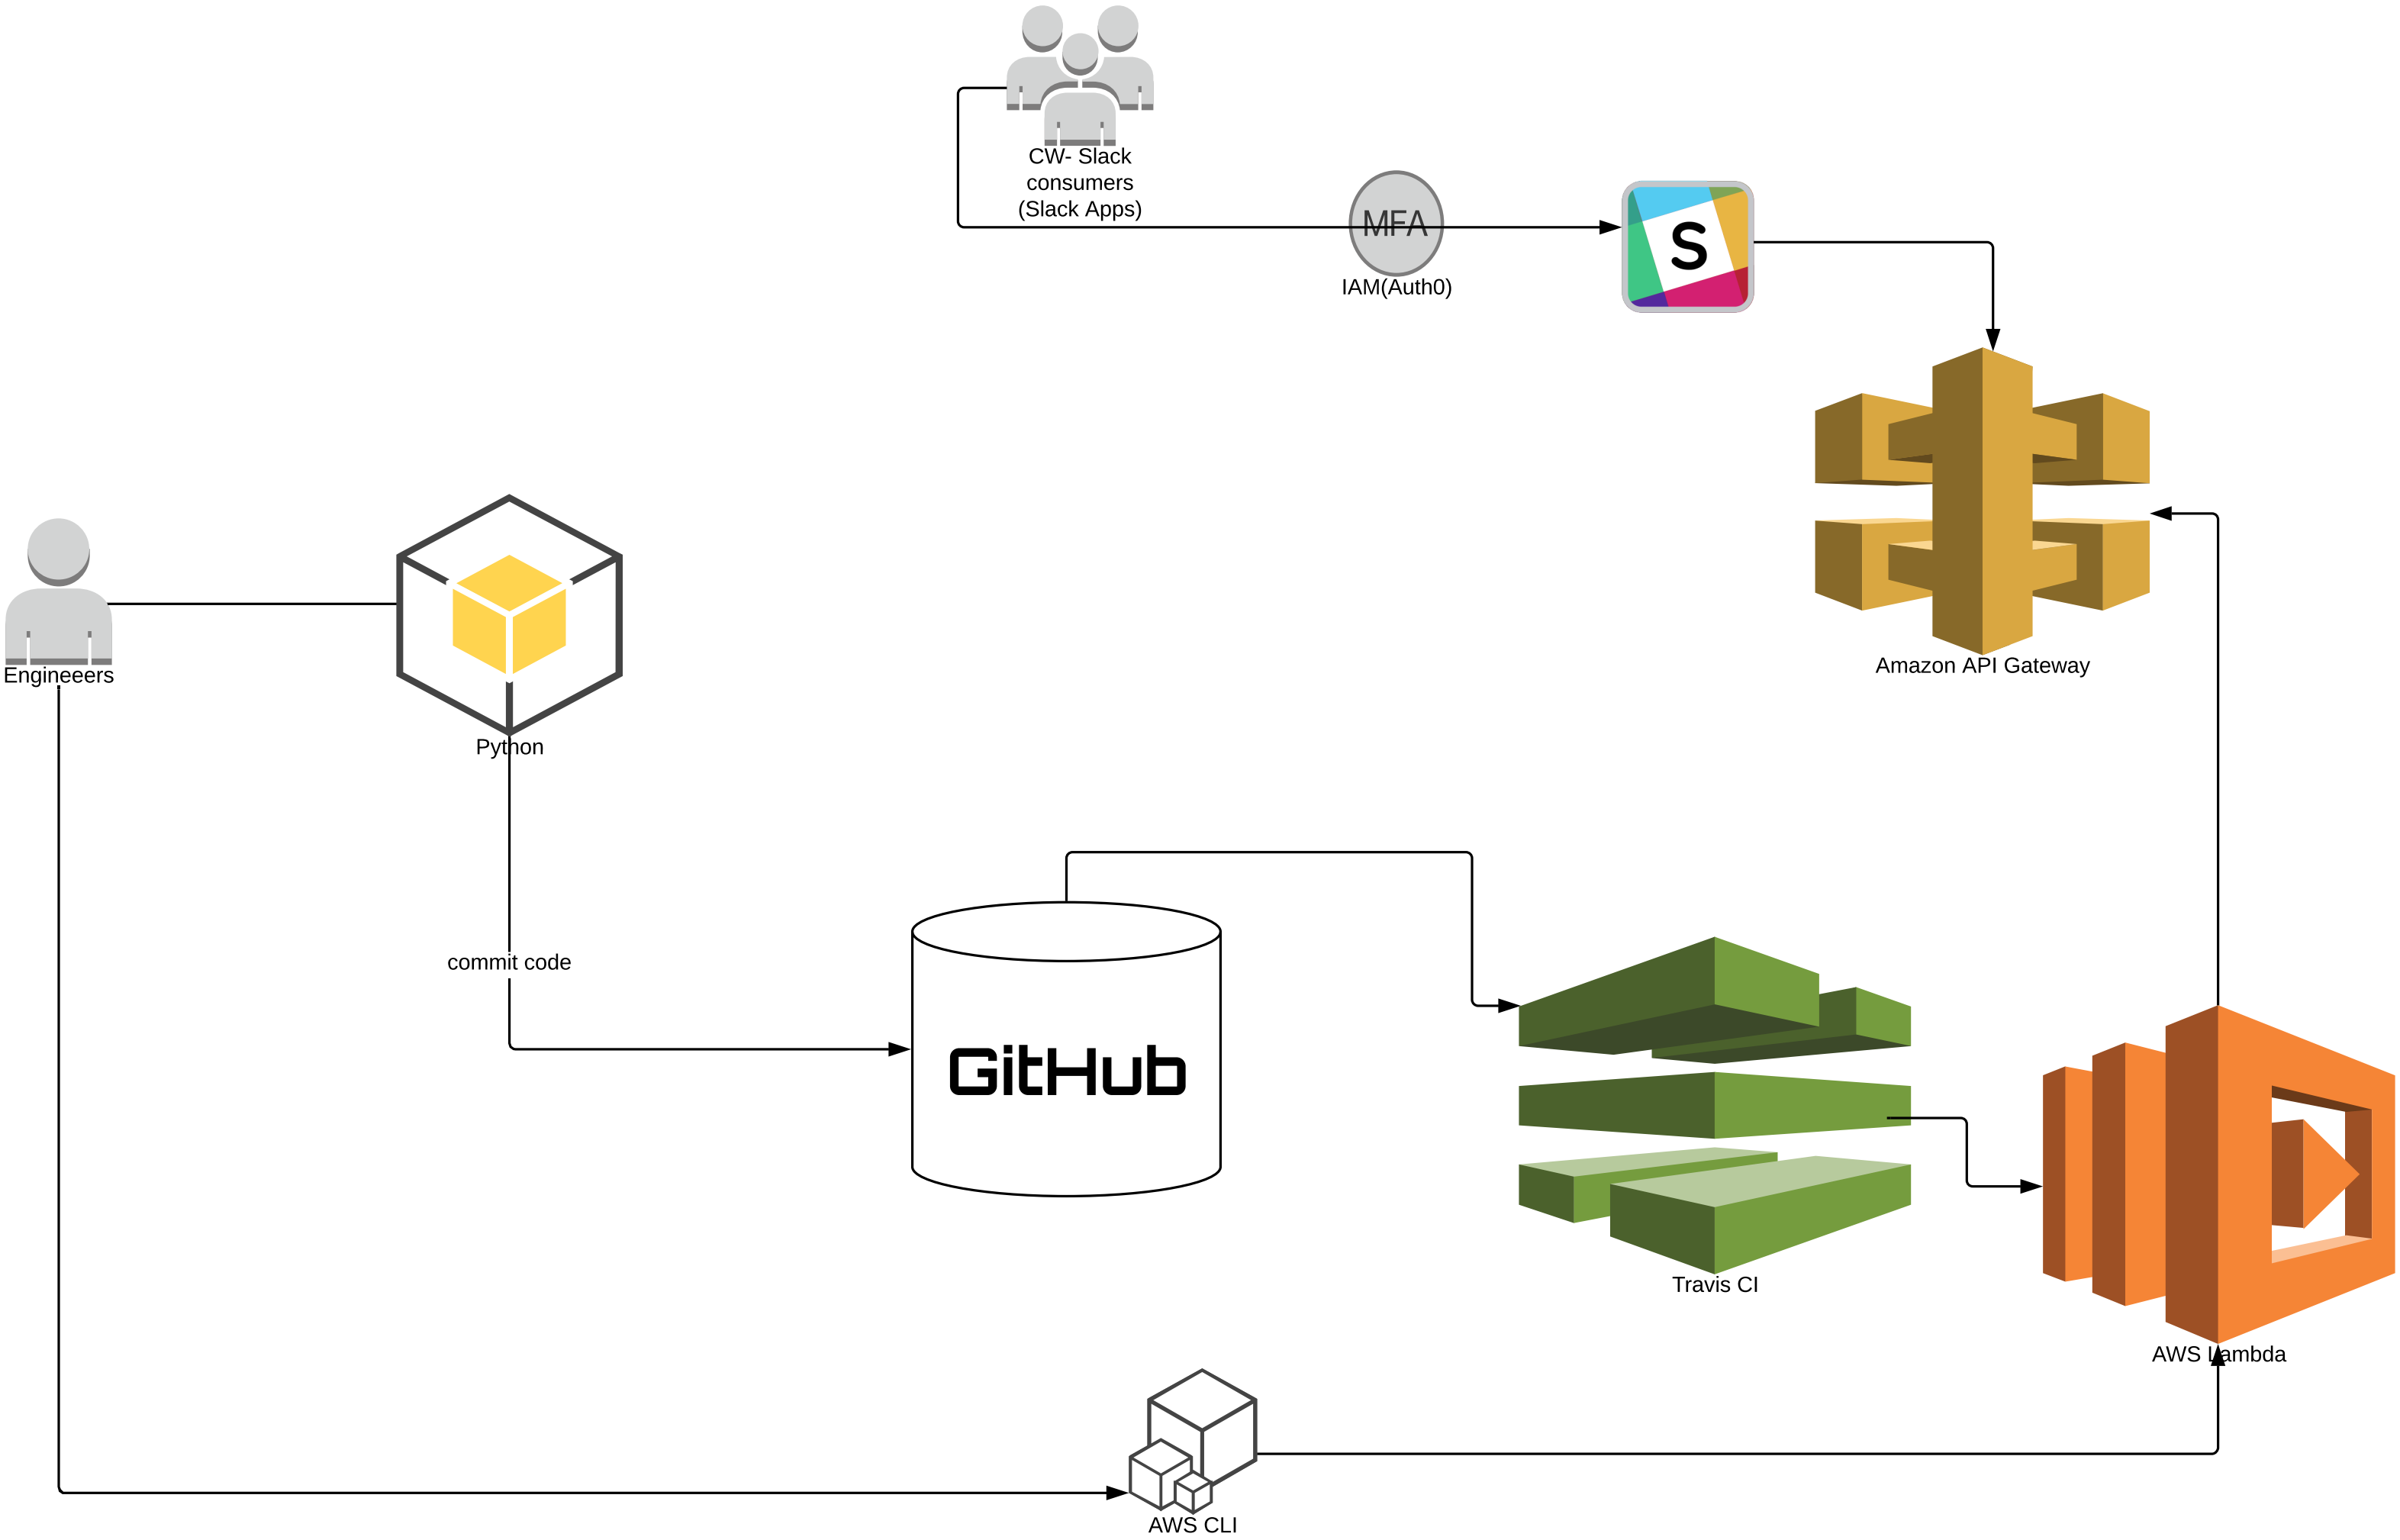 CW- Slack
consumers
(Slack Apps)
MFA
IAM(Auth0)
S
Amazon API Gateway
Engineeers
Python
commit code
GitHub
Travis CI
AWS Lambda
AWS CLI